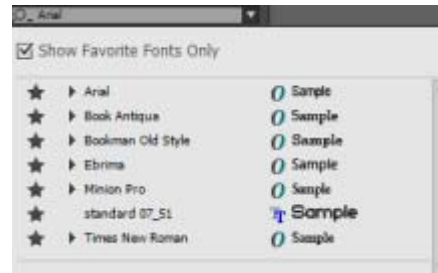 Arial
Show Favorite Fonts Only
Arial Sample
Book Antiqua Sample
Bookman Old Style Sample
Ebrima Sample
Minion Pro Sample
standard 07_51 Sample
Times New Roman Sample